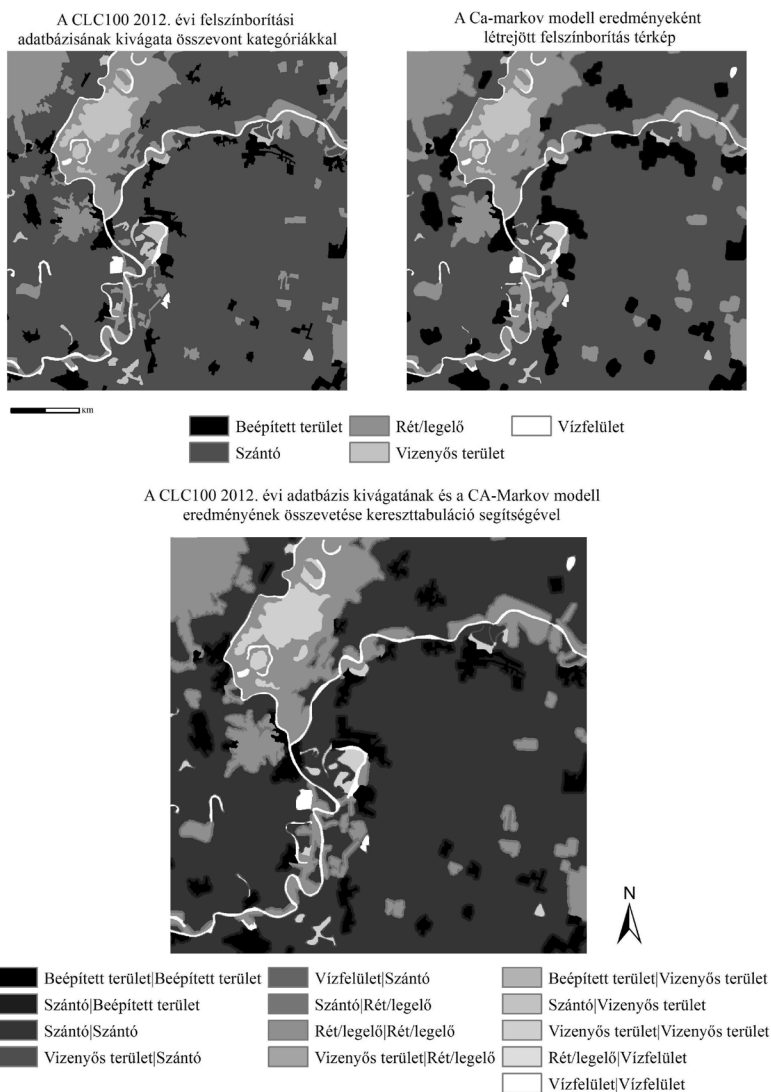 A CLC100 2012. évi felszínborítási
adatbázisának kivágata összevont kategóriákkal
A Ca-markov modell eredményeként
létrejött felszínborítás térkép
KM
Beépített terület
Rét/legelő
Vízfelület
Szántó
Vizenyős terület
A CLC100 2012. évi adatbázis kivágatának és a CA-Markov modell
eredményének összevetése kereszttabuláció segítségével
N
Beépített terület|Beépített terület
Szántó|Beépített terület
Szántó|Szántó
Vizenyős terület|Szántó
Vízfelület|Szántó
Szántó|Rét/legelő
Rét/legelő|Rét/legelő
Vizenyős terület|Rét/legelő
Beépített terület|Vizenyős terület
Szántó|Vizenyős terület
Vizenyős terület|Vizenyős terület
Rét/legelő|Vízfelület
Vízfelület|Vízfelület